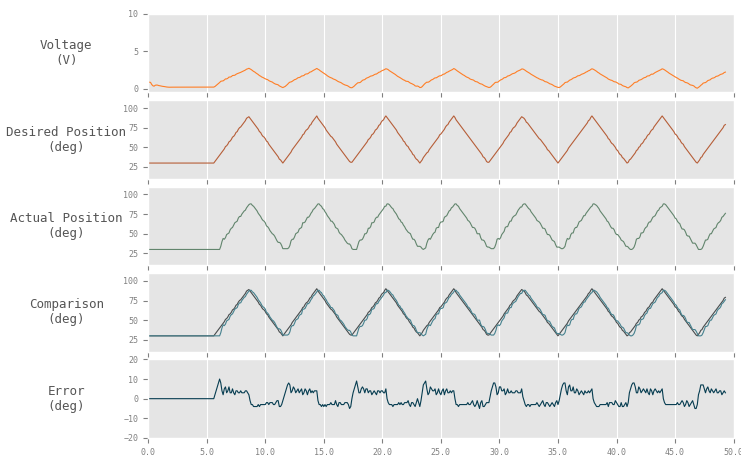 Voltage
(V)
10
5
0
Desired Position
(deg)
100
75
50
25
Actual Position
(deg)
100
75
50
25
Comparison
(deg)
100
75
50
25
Error
(deg)
20
10
0
−10
−20
0.0 5.0 10.0 15.0 20.0 25.0 30.0 35.0 40.0 45.0 50.0